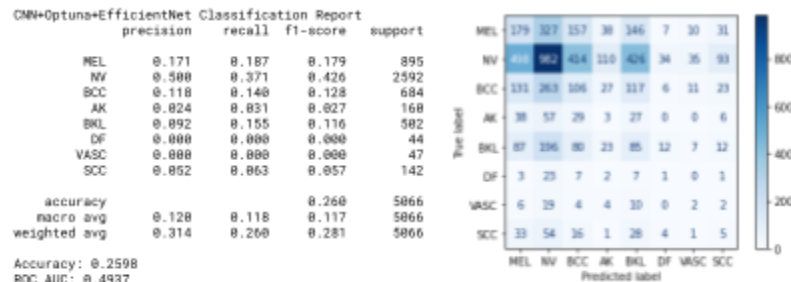 CNN+Optuna+EfficientNet Classification Report
precision recall f1-score support
MEL 0.171 0.187 0.179 895
NV 0.500 0.371 0.426 2592
BCC 0.118 0.140 0.128 684
AK 0.024 0.031 0.027 160
BKL 0.092 0.155 0.116 502
DF 0.000 0.000 0.000 44
VASC 0.000 0.000 0.000 47
SCC 0.052 0.063 0.057 142
accuracy 0.260 5066
macro avg 0.120 0.118 0.117 5066
weighted avg 0.314 0.260 0.281 5066
Accuracy: 0.2598
ROC AUC: 0.4937
True label
MEL 179 327 157 38 146 7 10 31
NV 982 414 110 426 34 35 93
BCC 131 263 106 27 117 6 11 23
AK 38 57 29 3 27 0 0 6
BKL 87 196 80 23 85 12 7 12
DF 3 23 7 2 7 1 0 1
VASC 6 19 4 4 10 0 2 2
SCC 33 54 16 1 28 4 1 5
MEL NV BCC AK BKL DF VASC SCC
Predicted label
800
600
400
200
0